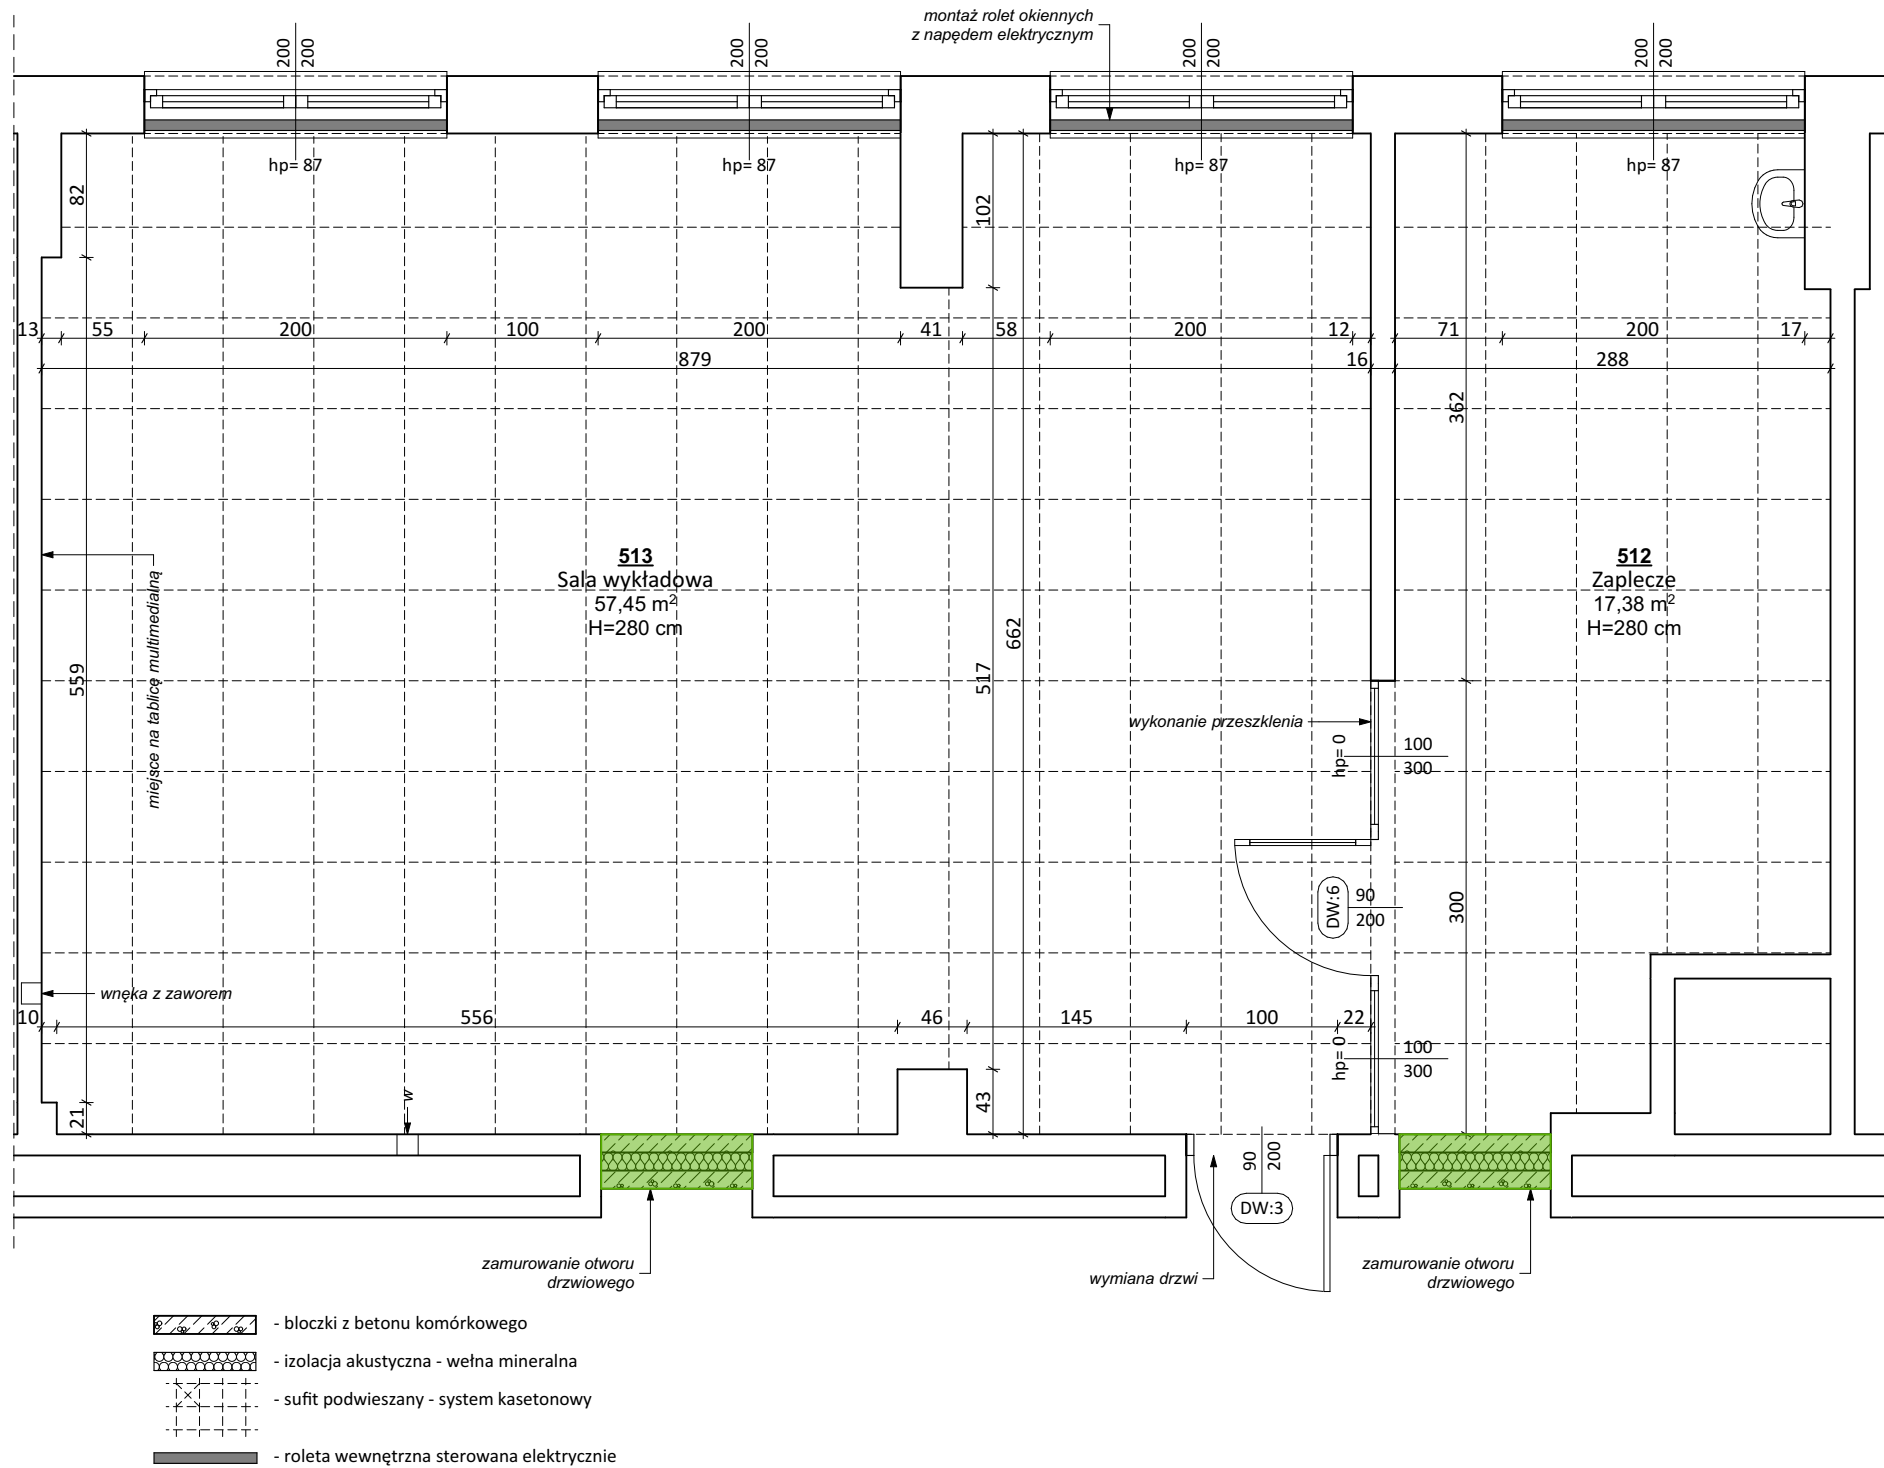 montaż rolet okiennych
z napędem elektrycznym
200
200
200
200
200
200
200
200
hp= 87
hp= 87
hp= 87
hp= 87
82
102
13
55
200
100
200
41
58
200
12
71
200
17
879
16
288
362
513
Sala wykładowa
57,45 m²
H=280 cm
512
Zaplecze
17,38 m²
H=280 cm
miejsce na tablicę multimedialną
559
662
517
wykonanie przeszklenia
hp= 0
100
300
DW:6
90
200
300
wnęka z zaworem
10
556
46
145
100
22
hp= 0
100
300
w
21
43
90
200
DW:3
zamurowanie otworu
drzwiowego
wymiana drzwi
zamurowanie otworu
drzwiowego
- bloczki z betonu komórkowego
- izolacja akustyczna - wełna mineralna
- sufit podwieszany - system kasetonowy
- roleta wewnętrzna sterowana elektrycznie